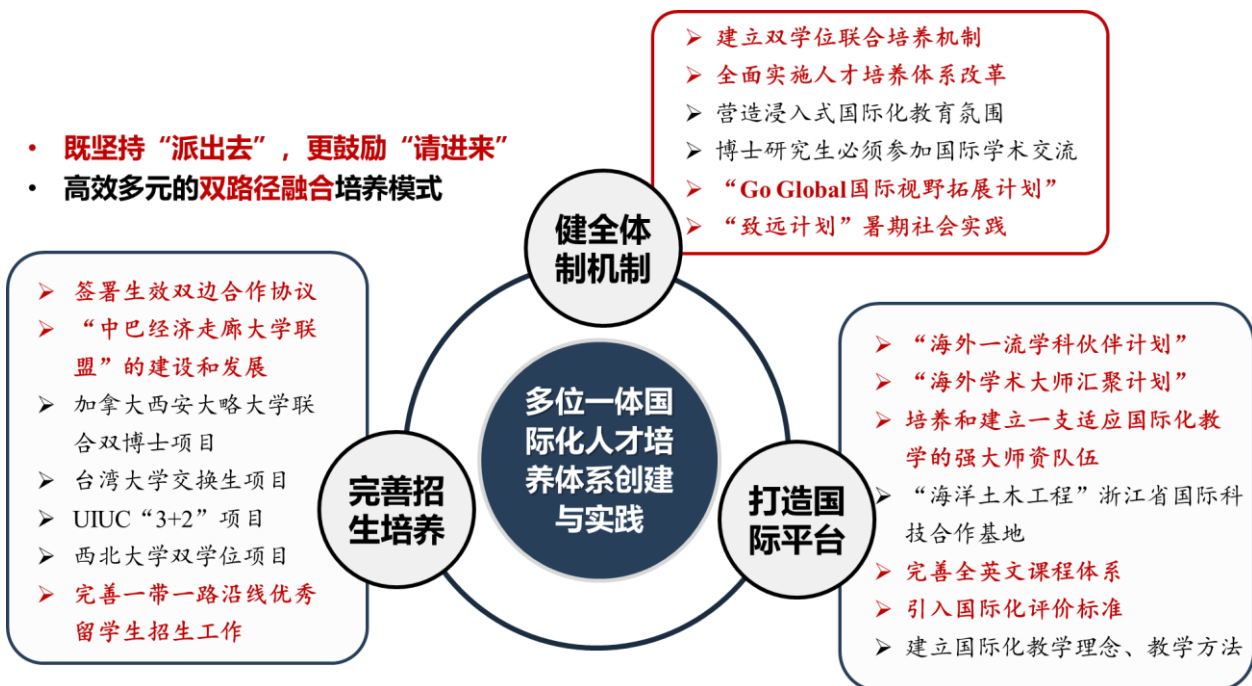 • 既坚持“派出去”，更鼓励“请进来”
• 高效多元的双路径融合培养模式
➢ 建立双学位联合培养机制
➢ 全面实施人才培养体系改革
➢ 营造浸入式国际化教育氛围
➢ 博士研究生必须参加国际学术交流
➢ “Go Global国际视野拓展计划”
➢ “致远计划”暑期社会实践
健全体
制机制
➢ 签署生效双边合作协议
➢ “中巴经济走廊大学联
盟”的建设和发展
➢ 加拿大西安大略大学联
合双博士项目
➢ 台湾大学交换生项目
➢ UIUC“3+2”项目
➢ 西北大学双学位项目
➢ 完善一带一路沿线优秀
留学生招生工作
完善招
生培养
多位一体国
际化人才培
养体系创建
与实践
打造国
际平台
➢ “海外一流学科伙伴计划”
➢ “海外学术大师汇聚计划”
➢ 培养和建立一支适应国际化教
学的强大师资队伍
➢ “海洋土木工程”浙江省国际科
技合作基地
➢ 完善全英文课程体系
➢ 引入国际化评价标准
➢ 建立国际化教学理念、教学方法